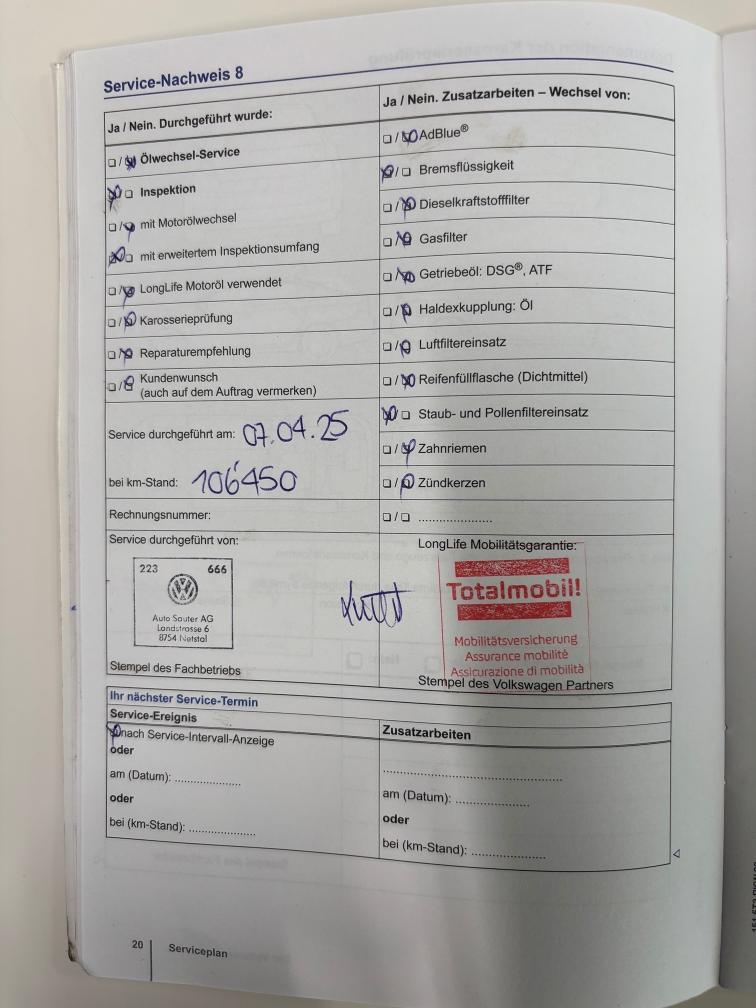 Service-Nachweis 8
Ja / Nein. Durchgeführt wurde:
☐ / ☒ Ölwechsel-Service
☒ / ☐ Inspektion
☐ / ☒ mit Motorölwechsel
☒ / ☐ mit erweitertem Inspektionsumfang
☐ / ☒ LongLife Motoröl verwendet
☐ / ☒ Karosserieprüfung
☐ / ☒ Reparaturempfehlung
☐ / ☒ Kundenwunsch
(auch auf dem Auftrag vermerken)
Service durchgeführt am: 07.04.25
bei km-Stand: 106'450
Rechnungsnummer:
Service durchgeführt von:
223 666
Auto Sauter AG
Landstrasse 6
8754 Netstal
Stempel des Fachbetriebs
Ja / Nein. Zusatzarbeiten – Wechsel von:
☐ / ☒ AdBlue®
☒ / ☐ Bremsflüssigkeit
☐ / ☒ Dieselkraftstofffilter
☐ / ☒ Gasfilter
☐ / ☒ Getriebeöl: DSG®, ATF
☐ / ☒ Haldexkupplung: Öl
☐ / ☒ Luftfiltereinsatz
☐ / ☒ Reifenfüllflasche (Dichtmittel)
☒ / ☐ Staub- und Pollenfiltereinsatz
☐ / ☒ Zahnriemen
☐ / ☒ Zündkerzen
☐ / ☐ .....................
LongLife Mobilitätsgarantie:
Totalmobil!
Mobilitätsversicherung
Assurance mobilité
Assicurazione di mobilità
Stempel des Volkswagen Partners
Ihr nächster Service-Termin
Service-Ereignis
☒ nach Service-Intervall-Anzeige
oder
am (Datum): ...................
oder
bei (km-Stand): ...................
Zusatzarbeiten
.....................................................
am (Datum): .....................
oder
bei (km-Stand): .....................
20
Serviceplan